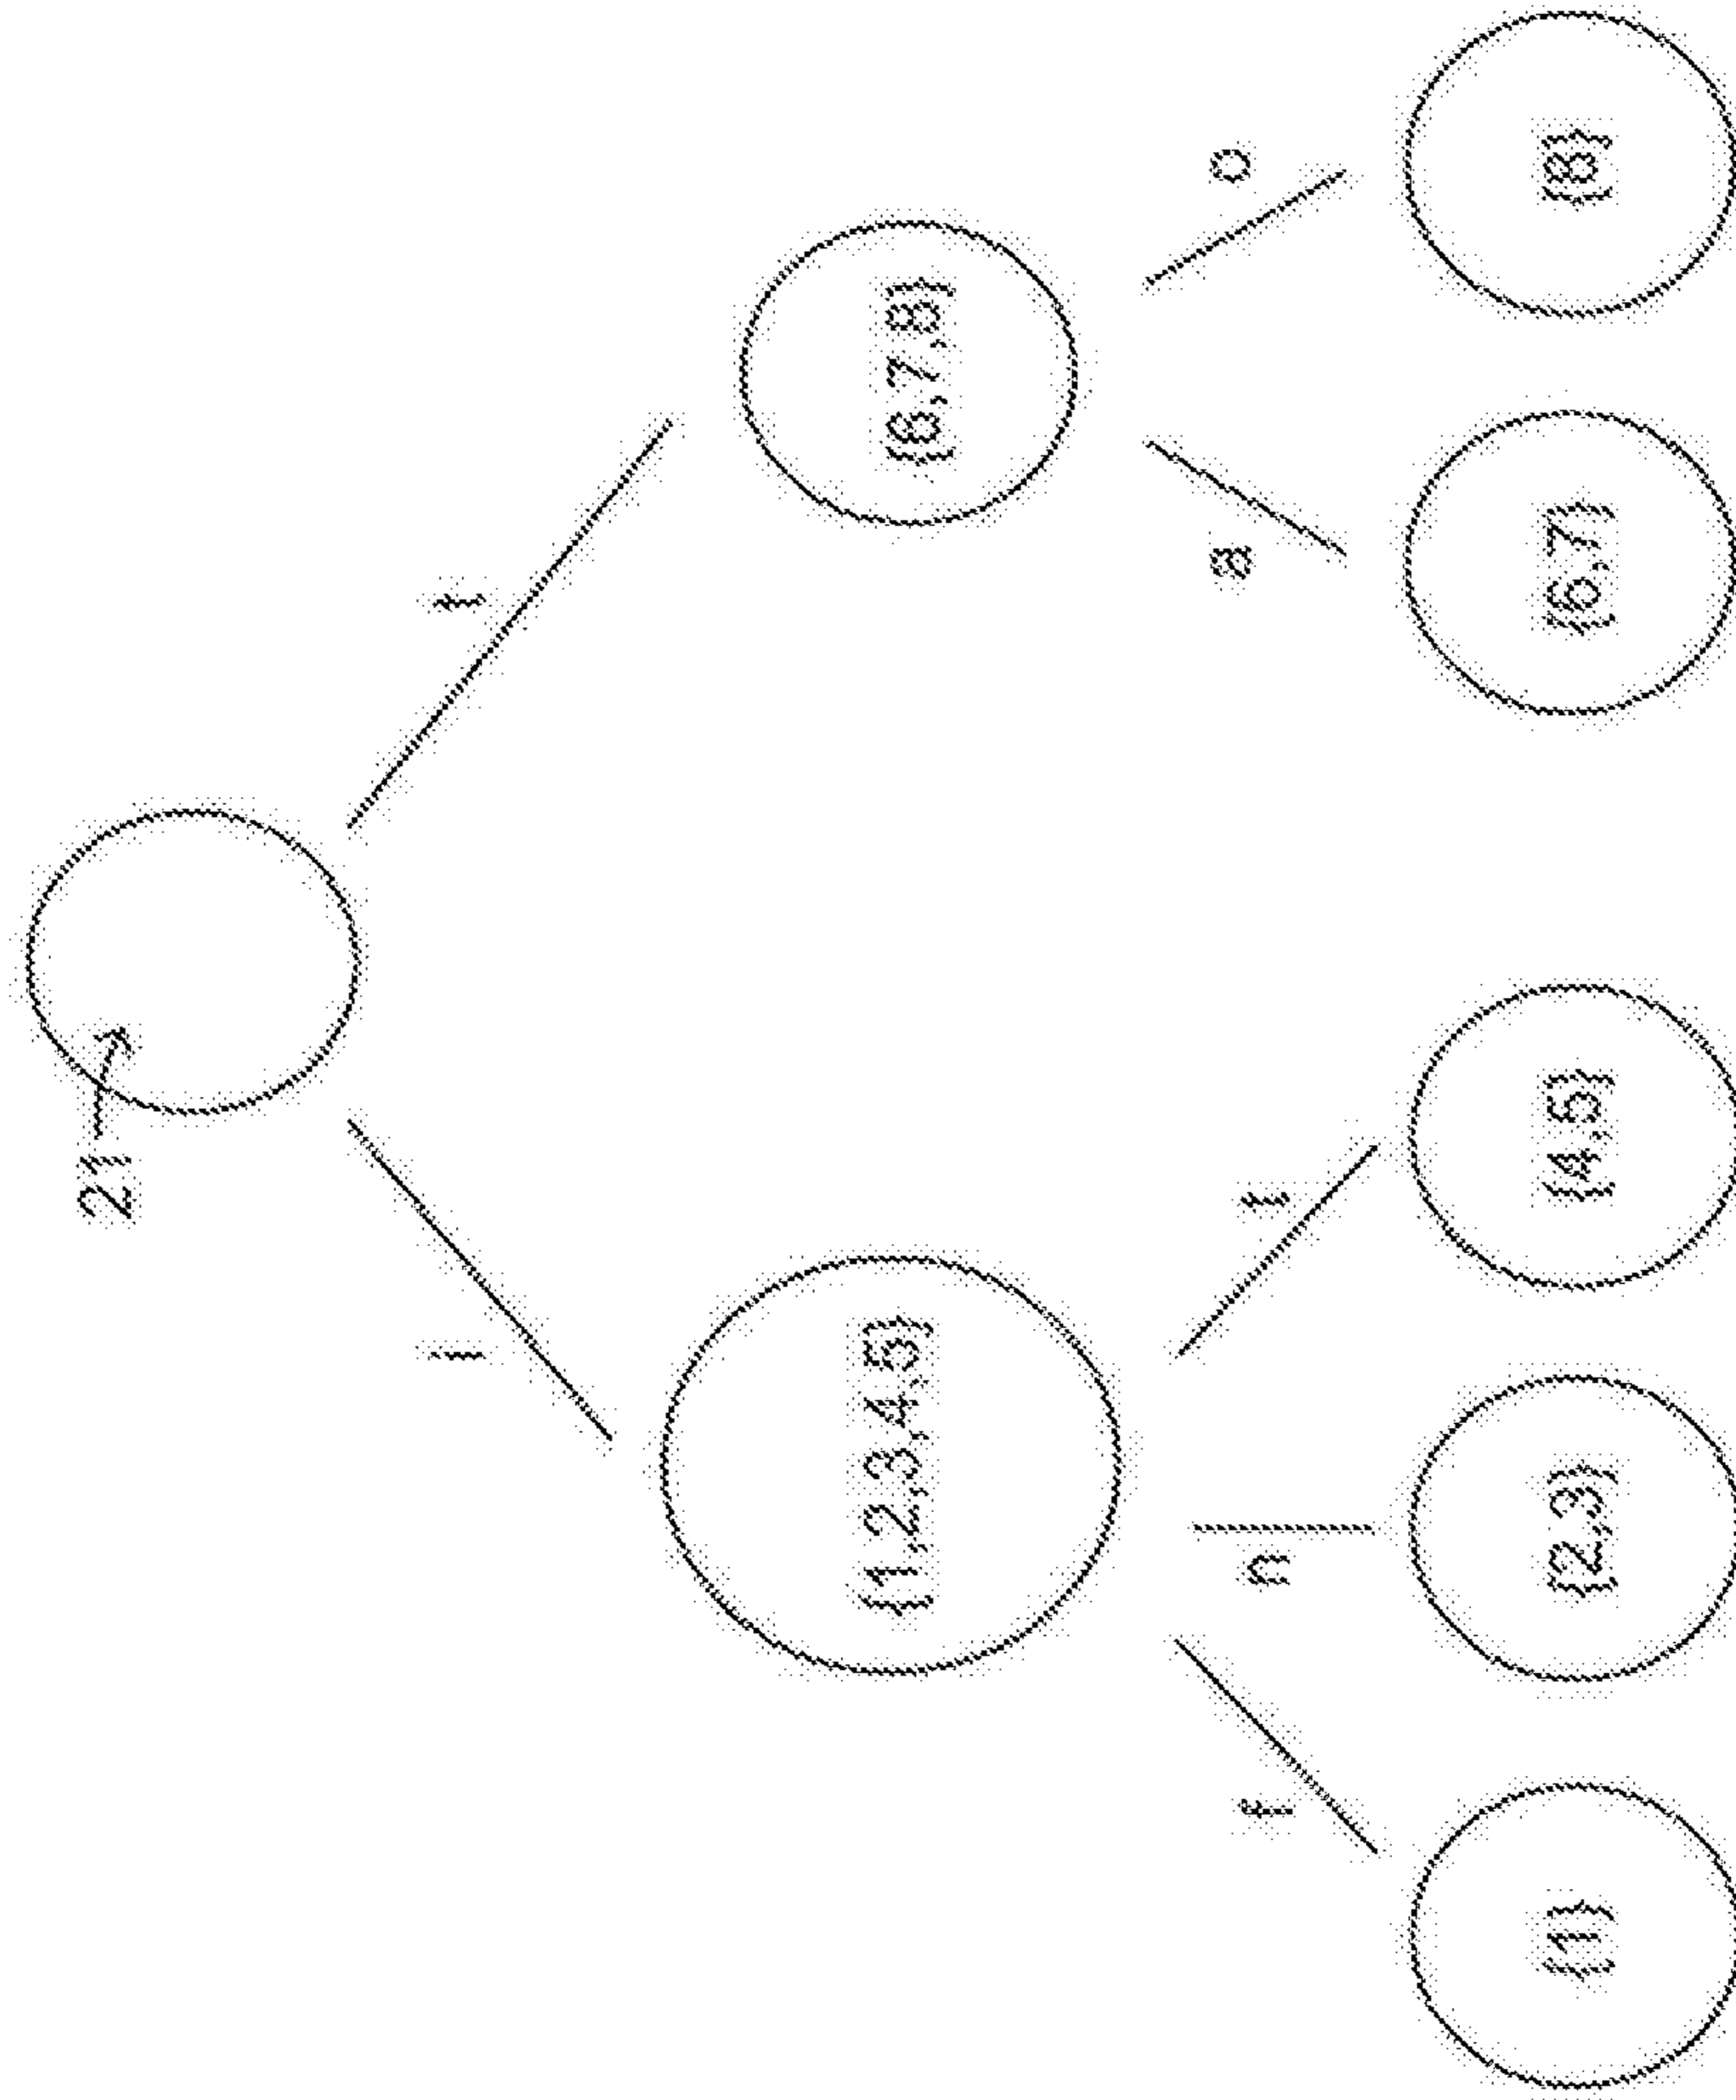 21
i
t
{1,2,3,4,5}
{6,7,8}
f
n
t
a
o
{1}
{2,3}
{4,5}
{6,7}
{8}